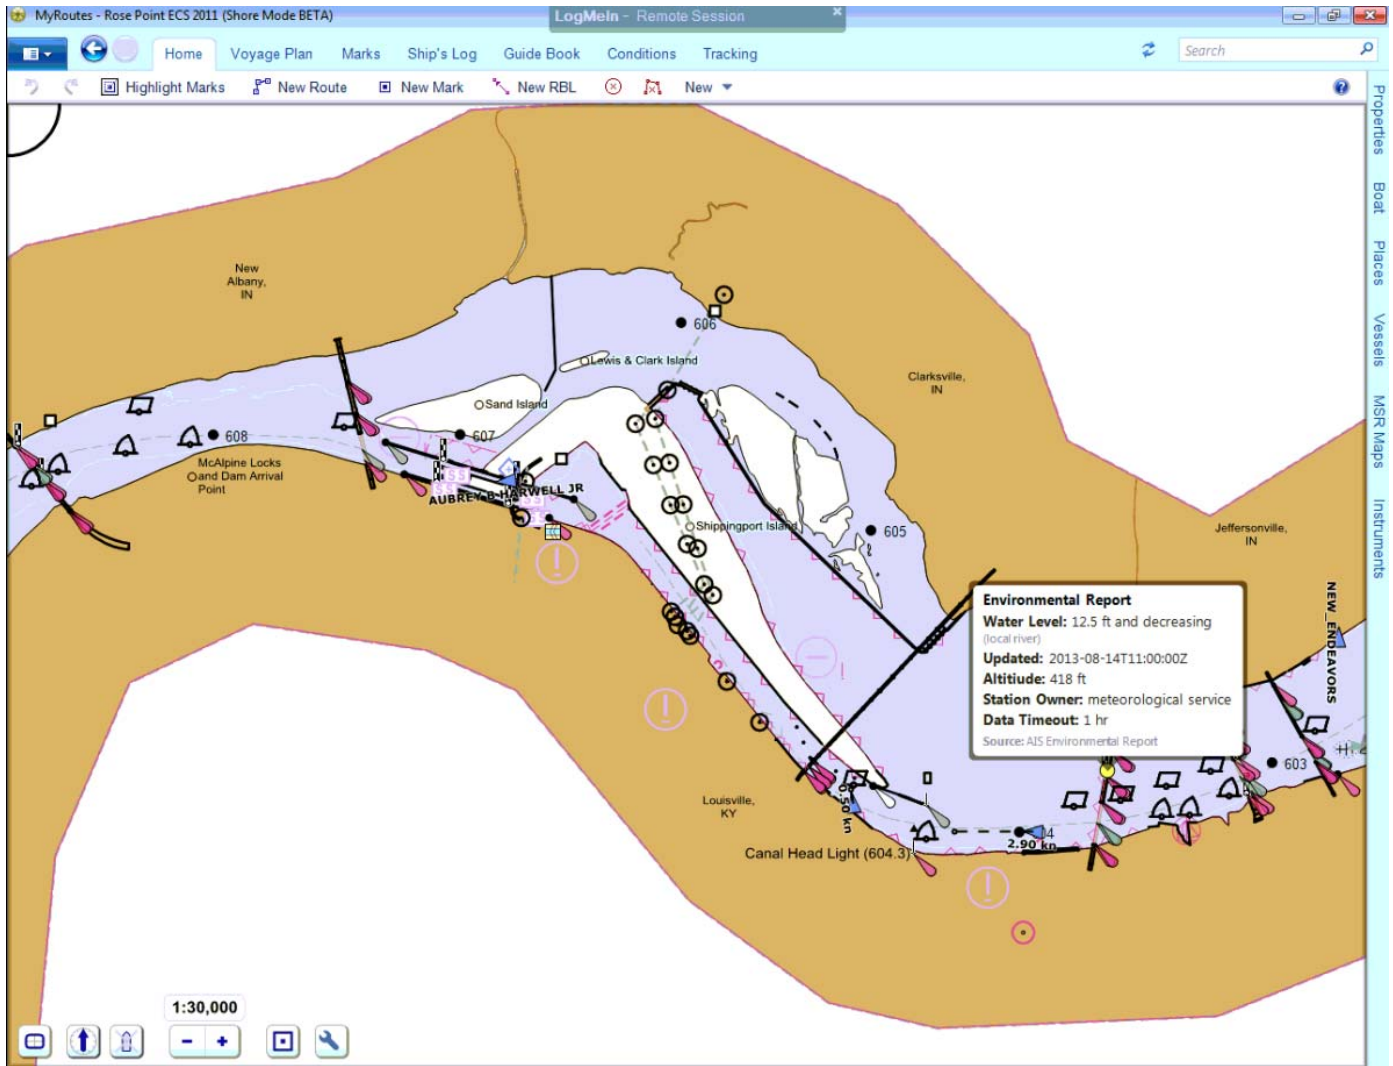 MyRoutes - Rose Point ECS 2011 (Shore Mode BETA)
LogMeIn - Remote Session
Home
Voyage Plan
Marks
Ship's Log
Guide Book
Conditions
Tracking
Search
Highlight Marks
New Route
New Mark
New RBL
New
Properties
Boat
Places
Vessels
MSR Maps
Instruments
New
Albany,
IN
606
Lewis & Clark Island
Clarksville,
IN
Sand Island
608
607
McAlpine Locks
and Dam Arrival
Point
AUBREY B HARWELL JR
Shippingport Island
605
Jeffersonville,
IN
NEW_ENDEAVORS
Environmental Report
Water Level: 12.5 ft and decreasing
(local river)
Updated: 2013-08-14T11:00:00Z
Altitiude: 418 ft
Station Owner: meteorological service
Data Timeout: 1 hr
Source: AIS Environmental Report
603
Louisville,
KY
0.50 kn
2.90 kn
Canal Head Light (604.3)
1:30,000